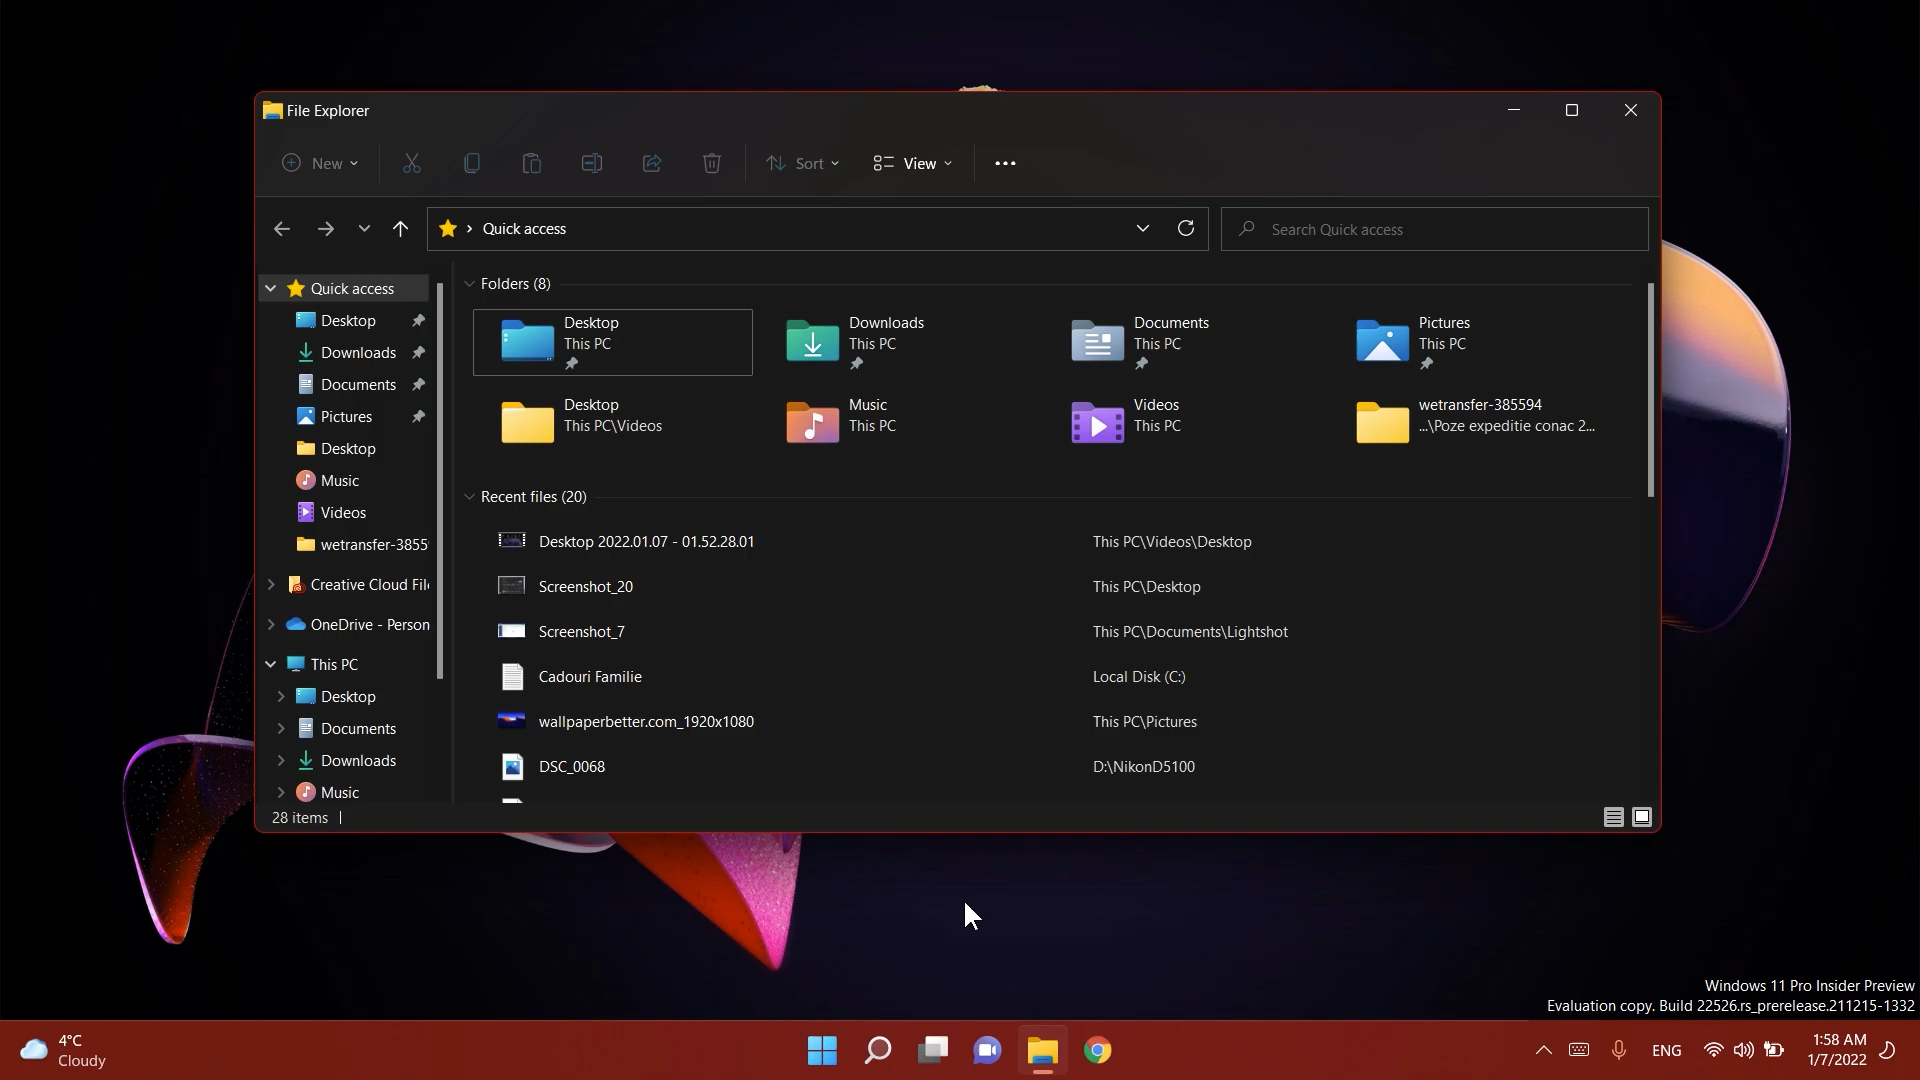 File Explorer
New
Sort
View
Quick access
Search Quick access
Quick access
Desktop
Downloads
Documents
Pictures
Desktop
Music
Videos
wetransfer-3855
Creative Cloud File
OneDrive - Person
This PC
Desktop
Documents
Downloads
Music
Folders (8)
Desktop
This PC
Downloads
This PC
Documents
This PC
Pictures
This PC
Desktop
This PC\Videos
Music
This PC
Videos
This PC
wetransfer-385594
...\Poze expeditie conac 2...
Recent files (20)
Desktop 2022.01.07 - 01.52.28.01
This PC\Videos\Desktop
Screenshot_20
This PC\Desktop
Screenshot_7
This PC\Documents\Lightshot
Cadouri Familie
Local Disk (C:)
wallpaperbetter.com_1920x1080
This PC\Pictures
DSC_0068
D:\NikonD5100
28 items
Windows 11 Pro Insider Preview
Evaluation copy. Build 22526.rs_prerelease.211215-1332
4°C
Cloudy
ENG
1:58 AM
1/7/2022